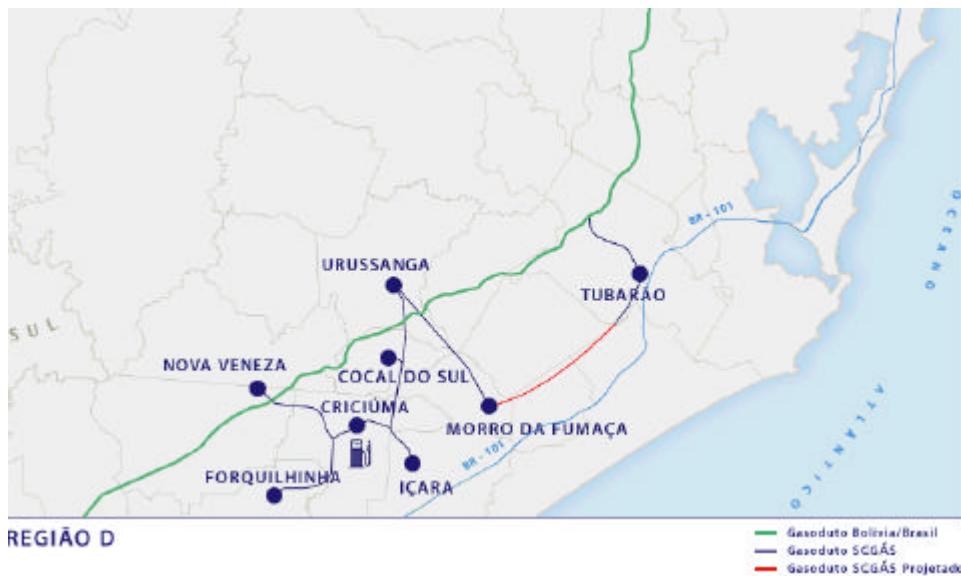 BR - 101
OCEANO
URUSSANGA
TUBARÃO
SUL
NOVA VENEZA
COCAL DO SUL
CRICIÚMA
MORRO DA FUMAÇA
ATLÂNTICO
BR - 101
FORQUILHINHA
IÇARA
REGIÃO D
Gasoduto Bolívia/Brasil
Gasoduto SCGÁS
Gasoduto SCGÁS Projetado